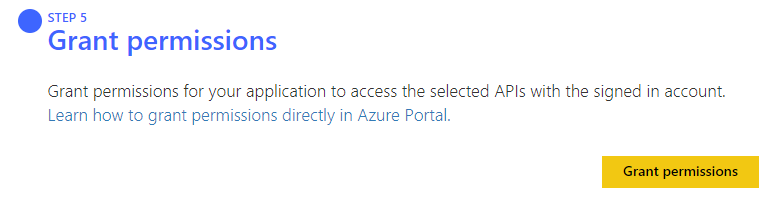 STEP 5
Grant permissions
Grant permissions for your application to access the selected APIs with the signed in account.
Learn how to grant permissions directly in Azure Portal.
Grant permissions